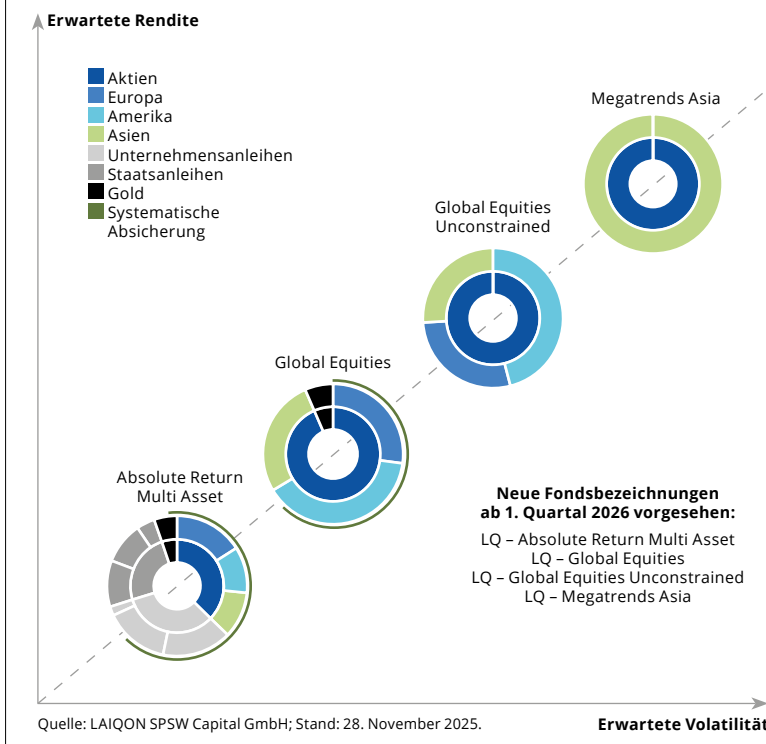 Erwartete Rendite
Aktien
Europa
Amerika
Asien
Unternehmensanleihen
Staatsanleihen
Gold
Systematische
Absicherung
Megatrends Asia
Global Equities
Unconstrained
Global Equities
Absolute Return
Multi Asset
Neue Fondsbezeichnungen
ab 1. Quartal 2026 vorgesehen:
LQ – Absolute Return Multi Asset
LQ – Global Equities
LQ – Global Equities Unconstrained
LQ – Megatrends Asia
Quelle: LAIQON SPSW Capital GmbH; Stand: 28. November 2025.
Erwartete Volatilität